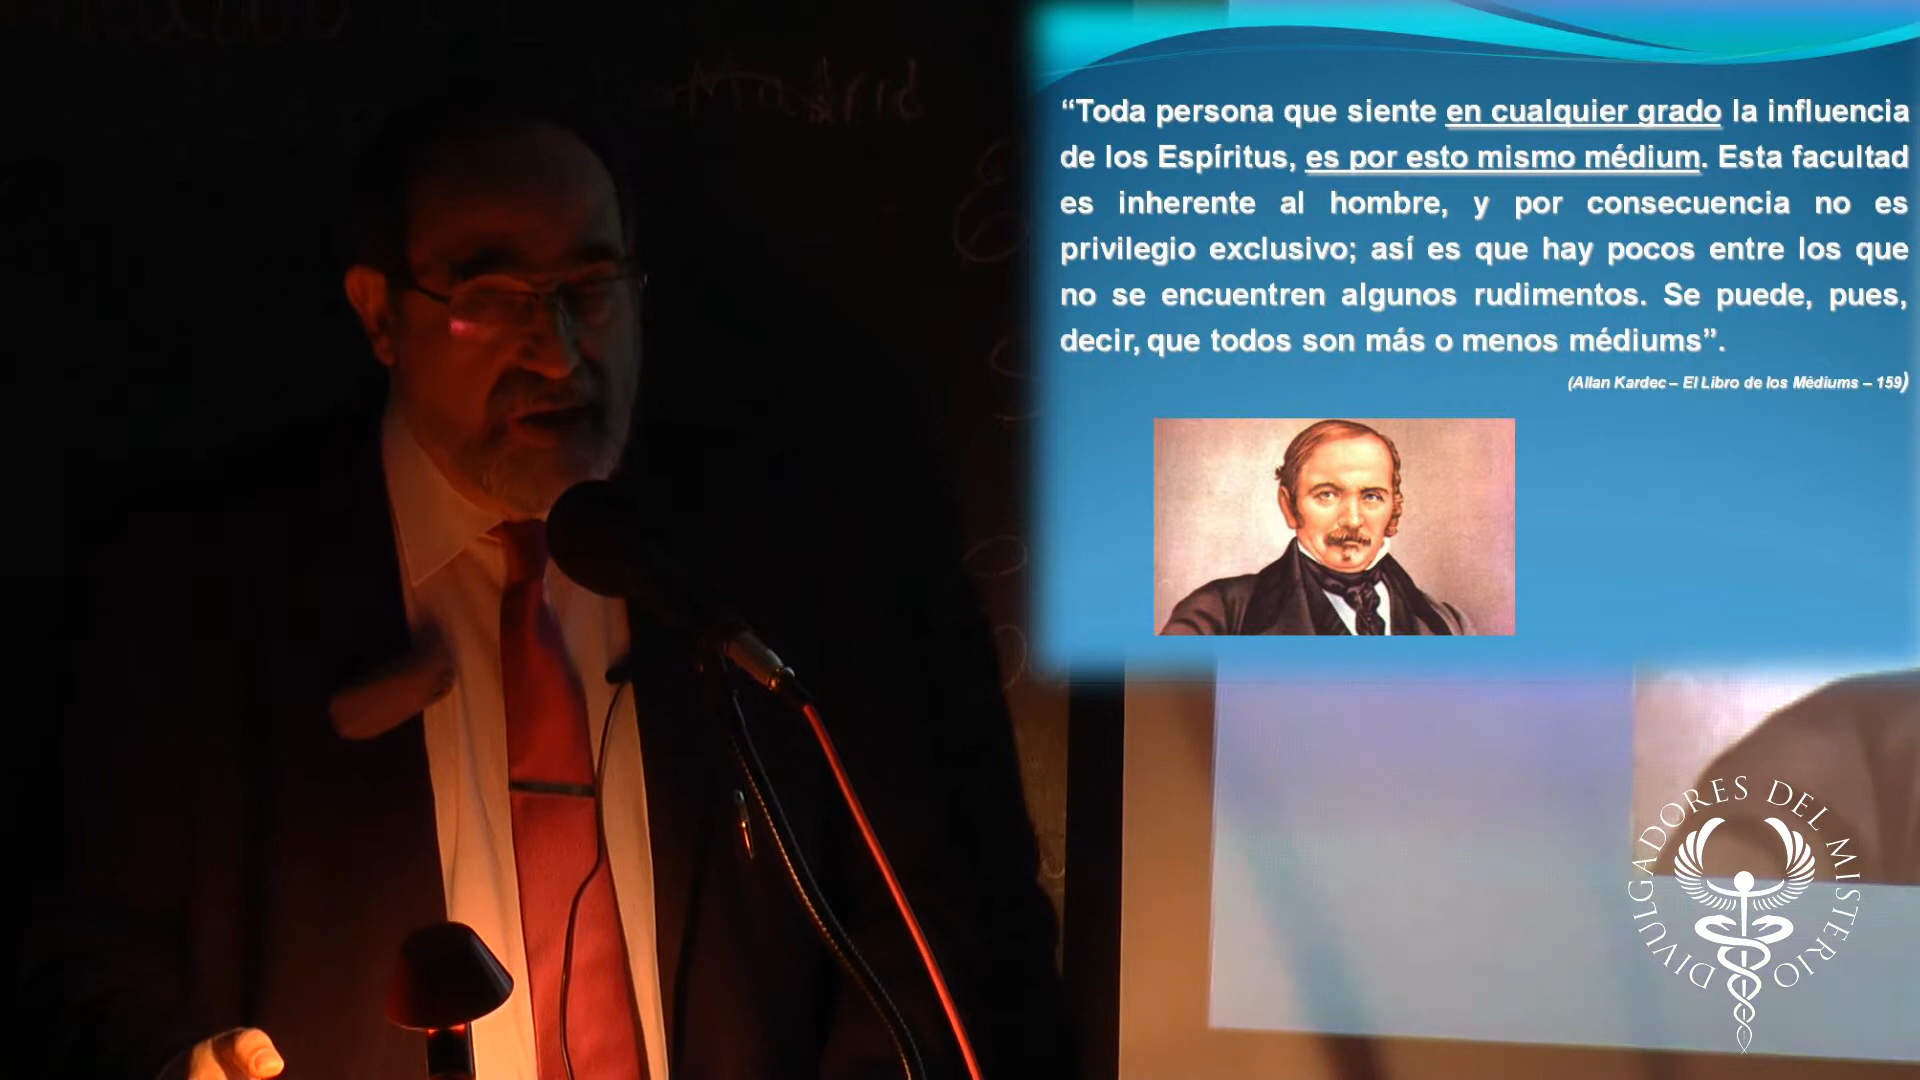 “Toda persona que siente en cualquier grado la influencia
de los Espíritus, es por esto mismo médium. Esta facultad
es inherente al hombre, y por consecuencia no es
privilegio exclusivo; así es que hay pocos entre los que
no se encuentren algunos rudimentos. Se puede, pues,
decir, que todos son más o menos médiums”.
(Allan Kardec – El Libro de los Médiums – 159)
DIVULGADORES DEL MISTERIO